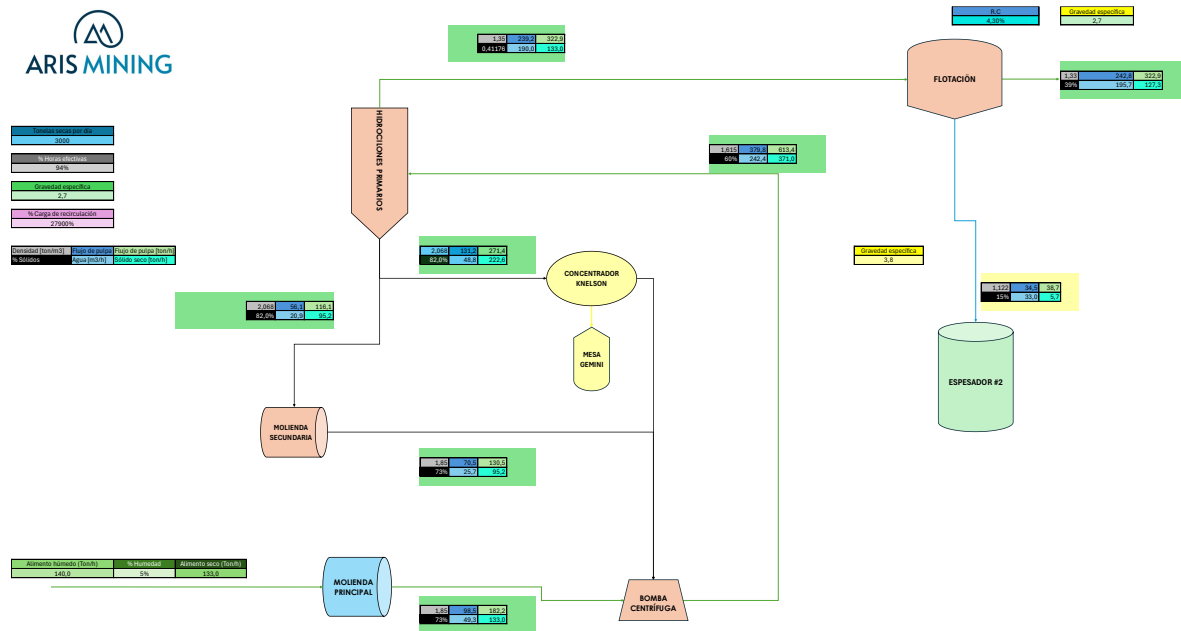 ARIS MINING
R.C
4,30%
Gravedad específica
2,7
1,35 239,2 322,9
0,41176 190,0 133,0
FLOTACIÓN
1,33 242,8 322,9
39% 195,7 127,3
HIDROCILONES PRIMARIOS
Tonelas secas por día
3000
% Horas efectivas
94%
Gravedad específica
2,7
% Carga de recirculación
27900%
1,615 379,8 613,4
60% 242,4 371,0
Densidad [ton/m3] Flujo de pulpa Flujo de pulpa [ton/h]
% Sólidos Agua [m3/h] Sólido seco [ton/h]
2,068 131,2 271,4
82,0% 48,8 222,6
CONCENTRADOR
KNELSON
Gravedad específica
3,8
1,122 34,5 38,7
15% 33,0 5,7
2,068 56,1 116,1
82,0% 20,9 95,2
MESA
GEMINI
ESPESADOR #2
MOLIENDA
SECUNDARIA
1,85 70,5 130,5
73% 25,7 95,2
Alimento húmedo (Ton/h) % Humedad Alimento seco (Ton/h)
140,0 5% 133,0
MOLIENDA
PRINCIPAL
BOMBA
CENTRÍFUGA
1,85 98,5 182,2
73% 49,3 133,0